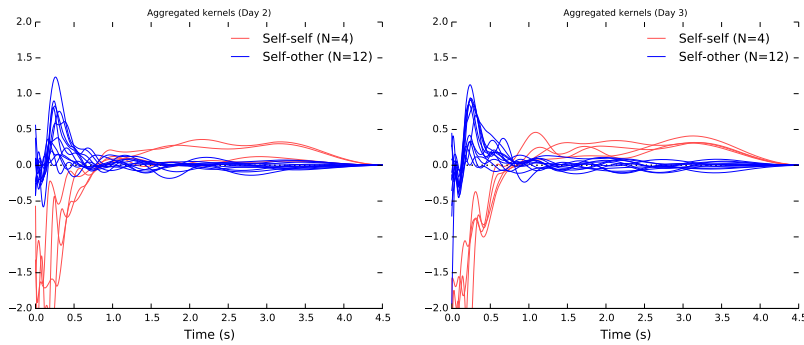 Aggregated kernels (Day 2)
2.0
1.5
1.0
0.5
0.0
−0.5
−1.0
−1.5
−2.0
Self-self (N=4)
Self-other (N=12)
0.0 0.5 1.0 1.5 2.0 2.5 3.0 3.5 4.0 4.5
Time (s)
Aggregated kernels (Day 3)
2.0
1.5
1.0
0.5
0.0
−0.5
−1.0
−1.5
−2.0
Self-self (N=4)
Self-other (N=12)
0.0 0.5 1.0 1.5 2.0 2.5 3.0 3.5 4.0 4.5
Time (s)